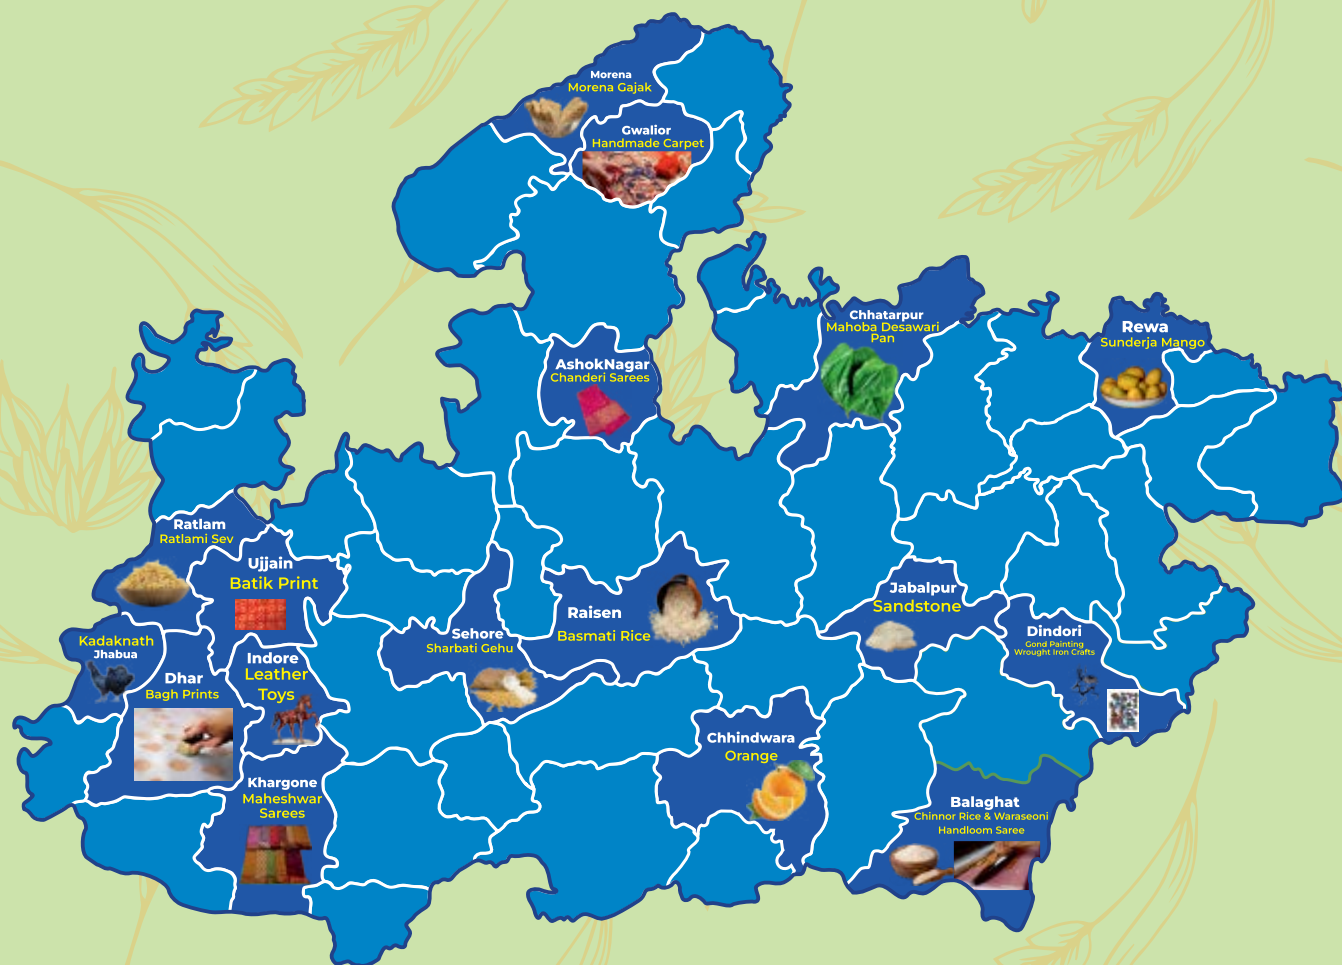 Morena
Morena Gajak
Gwalior
Handmade Carpet
Chhatarpur
Mahoba Desawari
Pan
Rewa
Sunderja Mango
AshokNagar
Chanderi Sarees
Ratlam
Ratlami Sev
Ujjain
Batik Print
Raisen
Basmati Rice
Jabalpur
Sandstone
Sehore
Sharbati Gehu
Dindori
Gond Painting
Wrought Iron Crafts
Kadaknath
Jhabua
Dhar
Bagh Prints
Indore
Leather
Toys
Chhindwara
Orange
Khargone
Maheshwar
Sarees
Balaghat
Chinnor Rice & Waraseoni
Handloom Saree